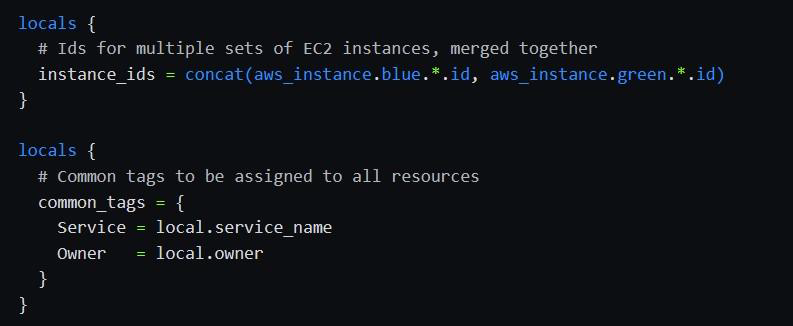 locals {
  # Ids for multiple sets of EC2 instances, merged together
  instance_ids = concat(aws_instance.blue.*.id, aws_instance.green.*.id)
}

locals {
  # Common tags to be assigned to all resources
  common_tags = {
    Service = local.service_name
    Owner   = local.owner
  }
}